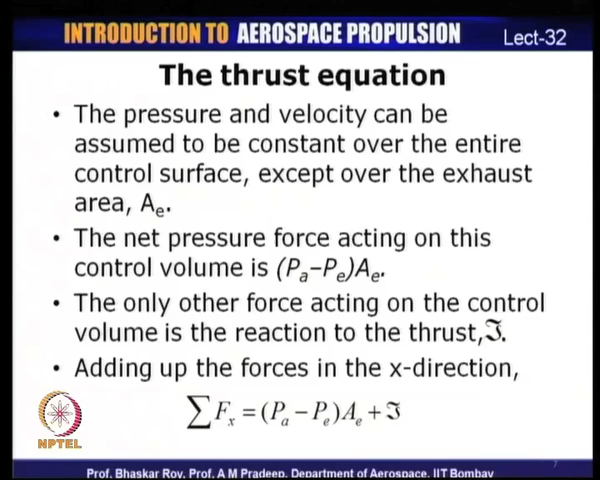 INTRODUCTION TO AEROSPACE PROPULSION Lect-32
The thrust equation
• The pressure and velocity can be
assumed to be constant over the entire
control surface, except over the exhaust
area, Aₑ.
• The net pressure force acting on this
control volume is (Pₐ–Pₑ)Aₑ.
• The only other force acting on the control
volume is the reaction to the thrust,ℑ.
• Adding up the forces in the x-direction,
∑Fₓ = (Pₐ – Pₑ)Aₑ + ℑ
NPTEL
7
Prof. Bhaskar Roy, Prof. A M Pradeep, Department of Aerospace, IIT Bombay